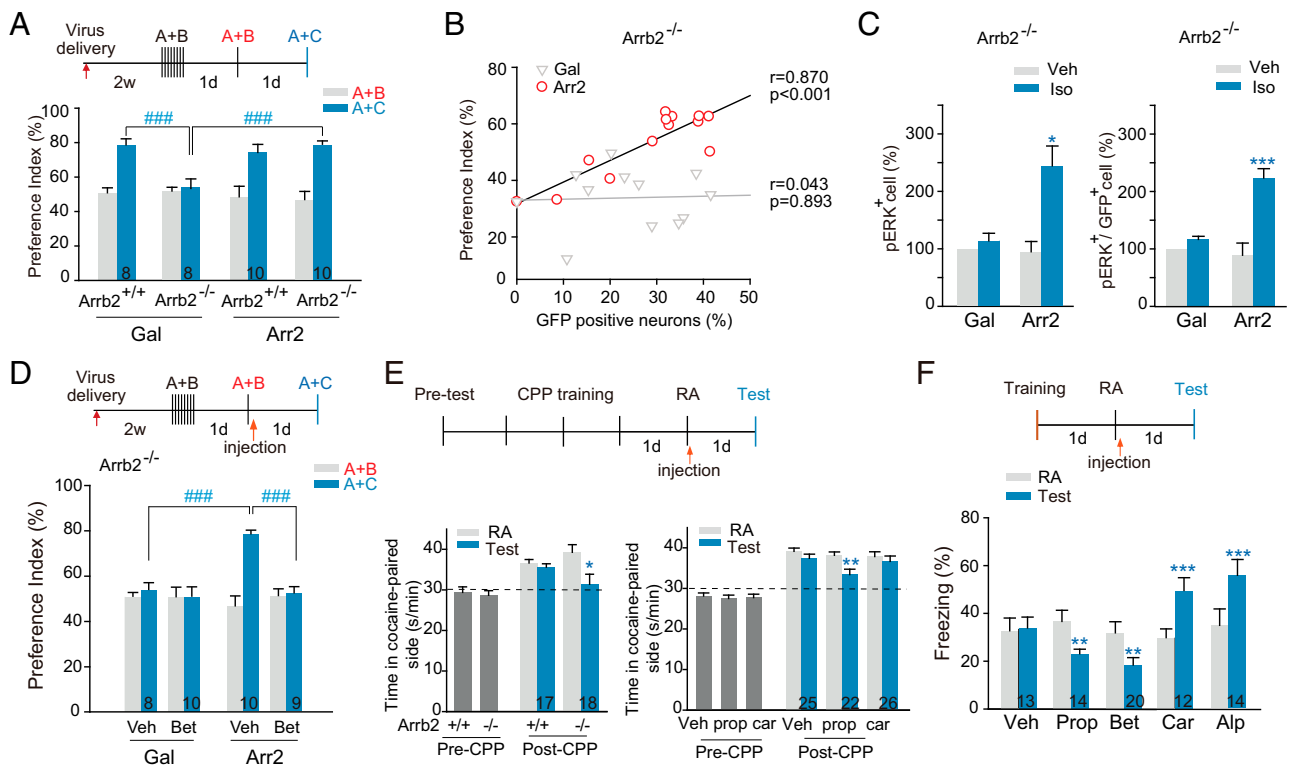 A
Virus
delivery
A+B
A+B
A+C
2w
1d
1d
A+B
A+C
Preference Index (%)
100
80
60
40
20
0
###
###
8
8
10
10
Arrb2+/+
Arrb2-/-
Arrb2+/+
Arrb2-/-
Gal
Arr2
B
Arrb2-/-
Gal
Arr2
Preference Index (%)
80
60
40
20
0
10
20
30
40
50
GFP positive neurons (%)
r=0.870
p<0.001
r=0.043
p=0.893
C
Arrb2-/-
Veh
Iso
pERK+ cell (%)
300
200
100
*
Gal
Arr2
Arrb2-/-
Veh
Iso
pERK+/ GFP+ cell (%)
300
200
100
***
Gal
Arr2
D
Virus
delivery
A+B
A+B
A+C
2w
1d
1d
injection
Arrb2-/-
A+B
A+C
Preference Index (%)
100
80
60
40
20
0
###
###
8
10
10
9
Veh
Bet
Veh
Bet
Gal
Arr2
E
Pre-test
CPP training
RA
Test
1d
1d
injection
RA
Test
Time in cocaine-paired
side (s/min)
40
30
20
10
0
*
17
18
Arrb2
+/+
-/-
+/+
-/-
Pre-CPP
Post-CPP
RA
Test
Time in cocaine-paired
side (s/min)
40
30
20
10
0
**
25
22
26
Veh prop car
Veh prop car
Pre-CPP
Post-CPP
F
Training
RA
Test
1d
1d
injection
RA
Test
Freezing (%)
80
60
40
20
0
**
**
***
***
13
14
20
12
14
Veh
Prop
Bet
Car
Alp